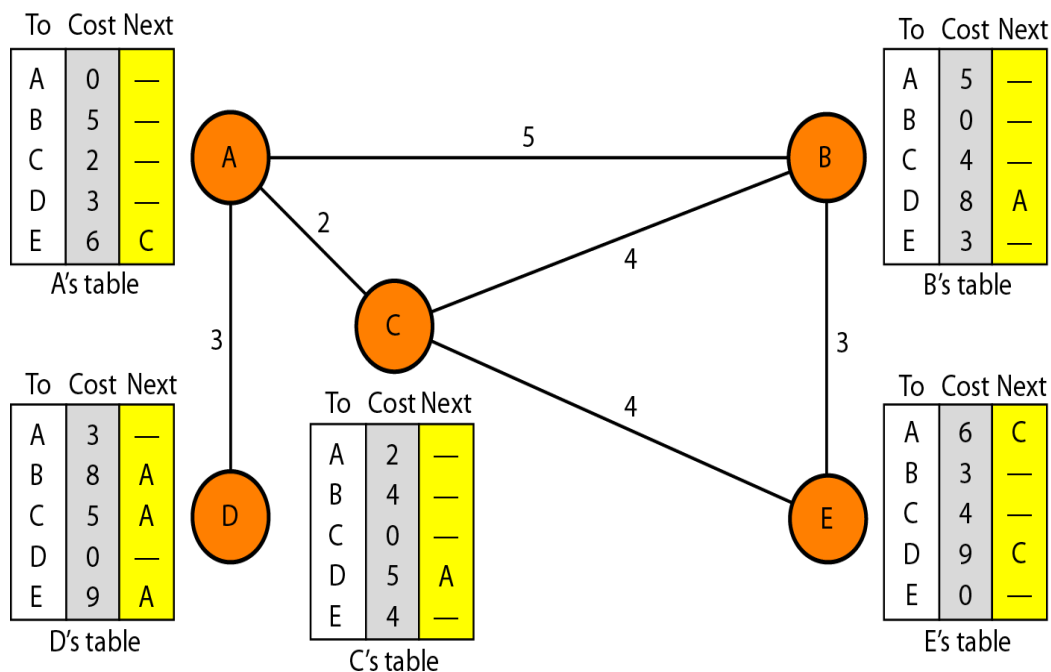 To Cost Next
A 0 —
B 5 —
C 2 —
D 3 —
E 6 C
A's table
To Cost Next
A 5 —
B 0 —
C 4 —
D 8 A
E 3 —
B's table
A
5
B
2
4
C
3
3
4
D
E
To Cost Next
A 3 —
B 8 A
C 5 A
D 0 —
E 9 A
D's table
To Cost Next
A 2 —
B 4 —
C 0 —
D 5 A
E 4 —
C's table
To Cost Next
A 6 C
B 3 —
C 4 —
D 9 C
E 0 —
E's table